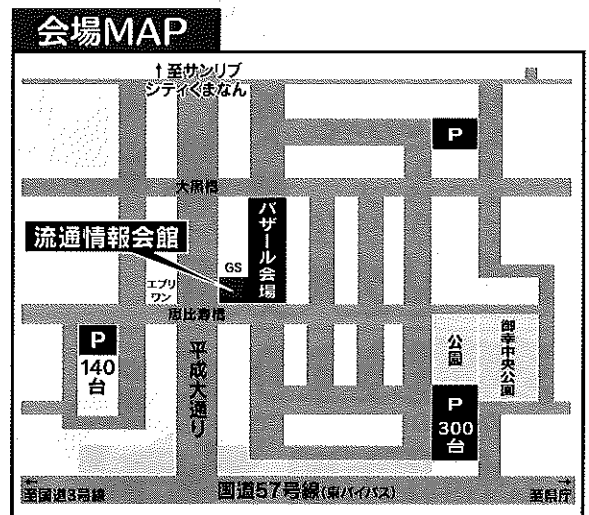 会場MAP
↑至サンリブ
シティくまなん
P
大黒橋
バザール会場
流通情報会館
GS
エブリ
ワン
恵比寿橋
P
140
台
平成大通り
公園
御幸中央公園
P
300
台
←
至国道3号線
国道57号線(東バイパス)
→
至県庁